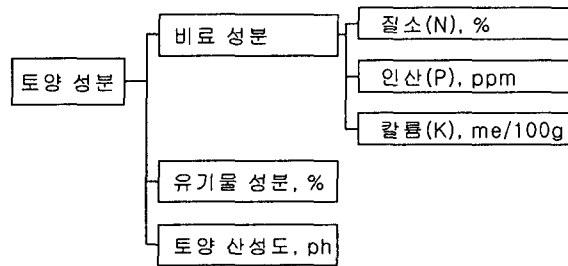 비료 성분
질소(N), %
인산(P), ppm
토양 성분
칼륨(K), me/100g
유기물 성분, %
토양 산성도, ph